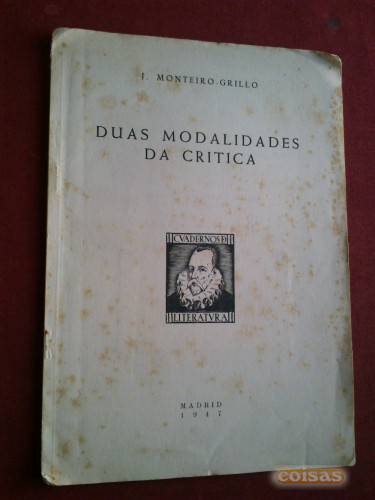 J. MONTEIRO-GRILLO
DUAS MODALIDADES
DA CRITICA
CVADERNOS D
LITERATVRA
MADRID
1947
coisas